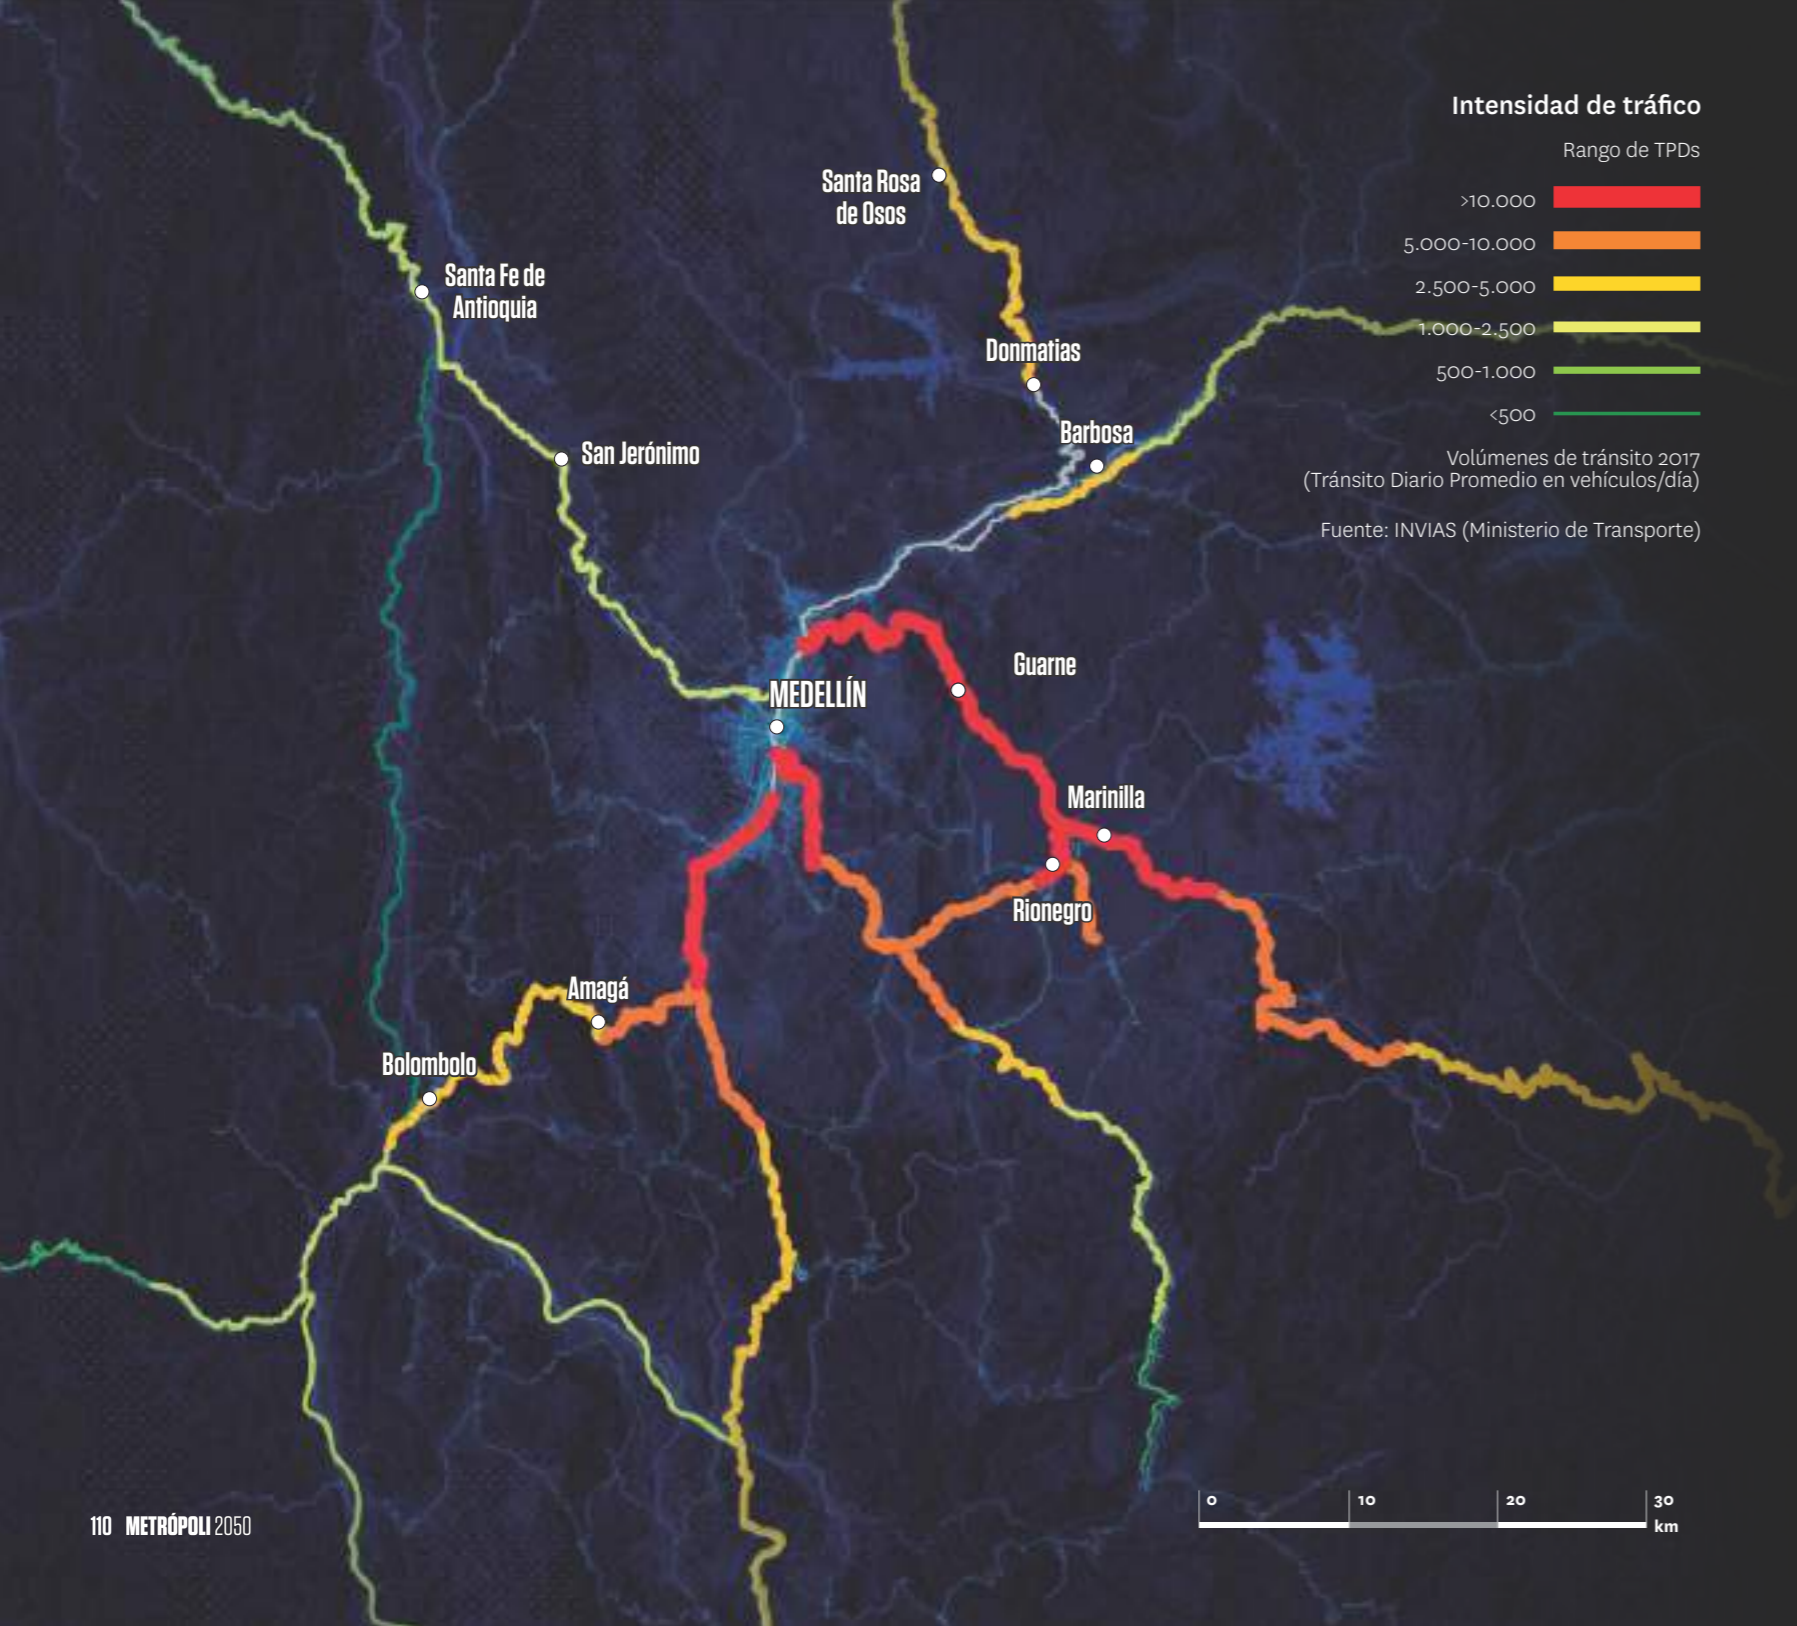 Intensidad de tráfico
Rango de TPDs
>10.000
5.000-10.000
2.500-5.000
1.000-2.500
500-1.000
<500
Volúmenes de tránsito 2017
(Tránsito Diario Promedio en vehículos/día)
Fuente: INVIAS (Ministerio de Transporte)
Santa Rosa
de Osos
Santa Fe de
Antioquia
Donmatias
Barbosa
San Jerónimo
Guarne
MEDELLÍN
Marinilla
Rionegro
Amagá
Bolombolo
0 10 20 30
km
110 METRÓPOLI 2050